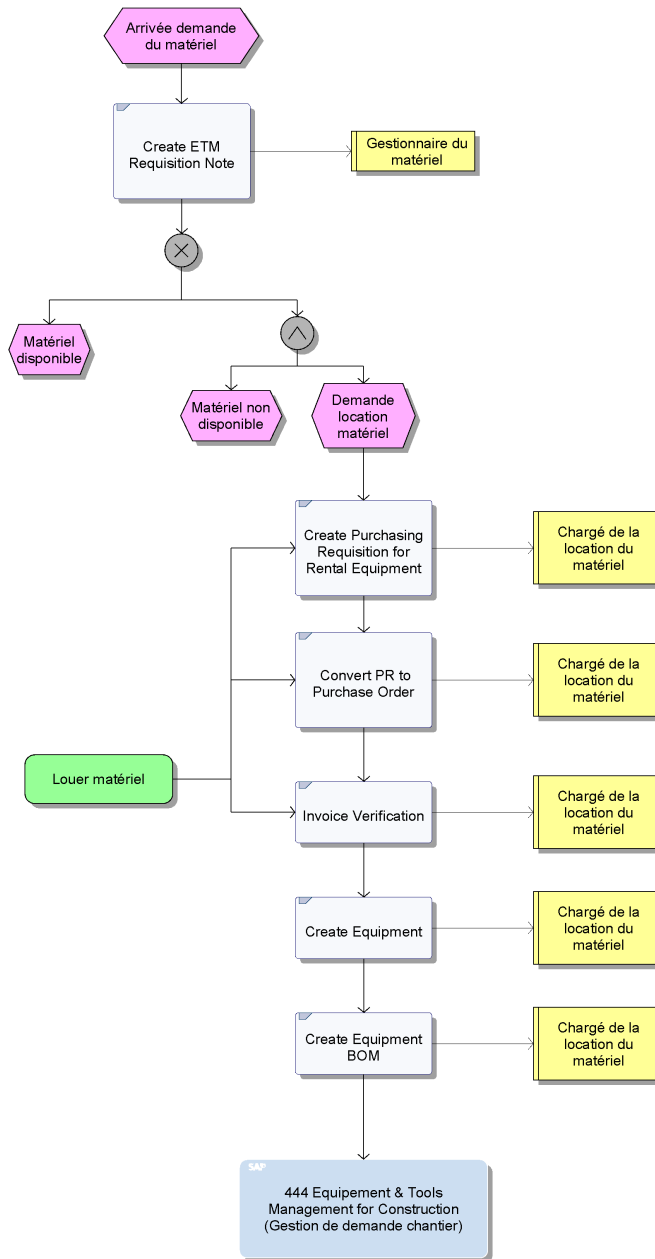 Arrivée demande
du matériel
Create ETM
Requisition Note
Gestionnaire du
matériel
Matériel
disponible
Matériel non
disponible
Demande
location
matériel
Create Purchasing
Requisition for
Rental Equipment
Chargé de la
location du
matériel
Convert PR to
Purchase Order
Chargé de la
location du
matériel
Louer matériel
Invoice Verification
Chargé de la
location du
matériel
Create Equipment
Chargé de la
location du
matériel
Create Equipment
BOM
Chargé de la
location du
matériel
SAP
444 Equipement & Tools
Management for Construction
(Gestion de demande chantier)